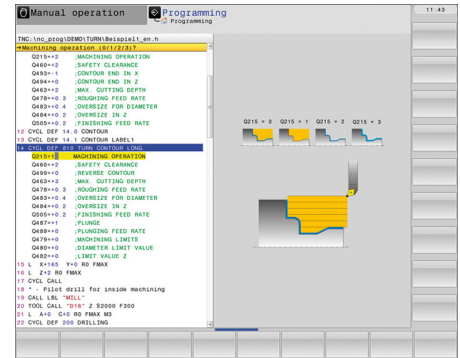 Manual operation
Programming
Programming
11:43
TNC:\nc_prog\DEMO\TURN\Beispiel1_en.h
→Machining operation (0/1/2/3)?
Q215=+2 ;MACHINING OPERATION
Q460=+2 ;SAFETY CLEARANCE
Q493=-1 ;CONTOUR END IN X
Q494=+0 ;CONTOUR END IN Z
Q463=+2 ;MAX. CUTTING DEPTH
Q478=+0.3 ;ROUGHING FEED RATE
Q483=+0.4 ;OVERSIZE FOR DIAMETER
Q484=+0.2 ;OVERSIZE IN Z
Q505=+0.2 ;FINISHING FEED RATE
12 CYCL DEF 14.0 CONTOUR
13 CYCL DEF 14.1 CONTOUR LABEL1
14 CYCL DEF 810 TURN CONTOUR LONG
Q215=1 MACHINING OPERATION
Q460=+2 ;SAFETY CLEARANCE
Q499=+0 ;REVERSE CONTOUR
Q463=+3 ;MAX. CUTTING DEPTH
Q478=+0.3 ;ROUGHING FEED RATE
Q483=+0.4 ;OVERSIZE FOR DIAMETER
Q484=+0.2 ;OVERSIZE IN Z
Q505=+0.2 ;FINISHING FEED RATE
Q487=+1 ;PLUNGE
Q488=+0 ;PLUNGING FEED RATE
Q479=+0 ;MACHINING LIMITS
Q480=+0 ;DIAMETER LIMIT VALUE
Q482=+0 ;LIMIT VALUE Z
15 L X+165 Y+0 R0 FMAX
16 L Z+2 R0 FMAX
17 CYCL CALL
18 * - Pilot drill for inside machining
19 CALL LBL "MILL"
20 TOOL CALL "D16" Z S2000 F300
21 L A+0 C+0 R0 FMAX M3
22 CYCL DEF 200 DRILLING
Q215 = 0 Q215 = 1 Q215 = 2 Q215 = 3